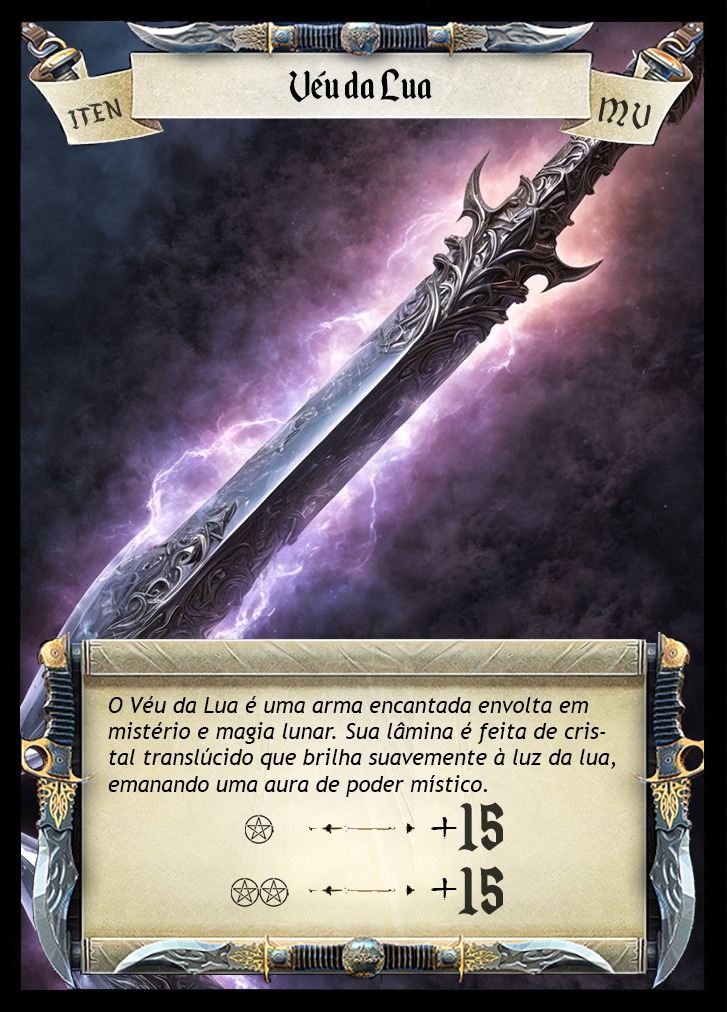 Véu da Lua
ITEN
MU
O Véu da Lua é uma arma encantada envolta em
mistério e magia lunar. Sua lâmina é feita de cris-
tal translúcido que brilha suavemente à luz da lua,
emanando uma aura de poder místico.
+15
+15